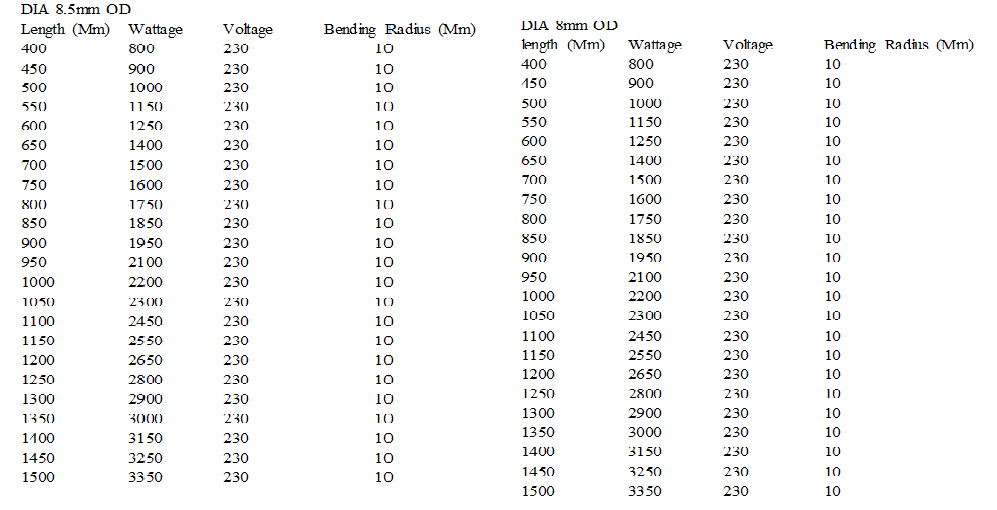 DIA 8.5mm OD
Length (Mm) Wattage Voltage Bending Radius (Mm)
400 800 230 10
450 900 230 10
500 1000 230 10
550 1150 230 10
600 1250 230 10
650 1400 230 10
700 1500 230 10
750 1600 230 10
800 1750 230 10
850 1850 230 10
900 1950 230 10
950 2100 230 10
1000 2200 230 10
1050 2300 230 10
1100 2450 230 10
1150 2550 230 10
1200 2650 230 10
1250 2800 230 10
1300 2900 230 10
1350 3000 230 10
1400 3150 230 10
1450 3250 230 10
1500 3350 230 10
DIA 8mm OD
length (Mm) Wattage Voltage Bending Radius (Mm)
400 800 230 10
450 900 230 10
500 1000 230 10
550 1150 230 10
600 1250 230 10
650 1400 230 10
700 1500 230 10
750 1600 230 10
800 1750 230 10
850 1850 230 10
900 1950 230 10
950 2100 230 10
1000 2200 230 10
1050 2300 230 10
1100 2450 230 10
1150 2550 230 10
1200 2650 230 10
1250 2800 230 10
1300 2900 230 10
1350 3000 230 10
1400 3150 230 10
1450 3250 230 10
1500 3350 230 10